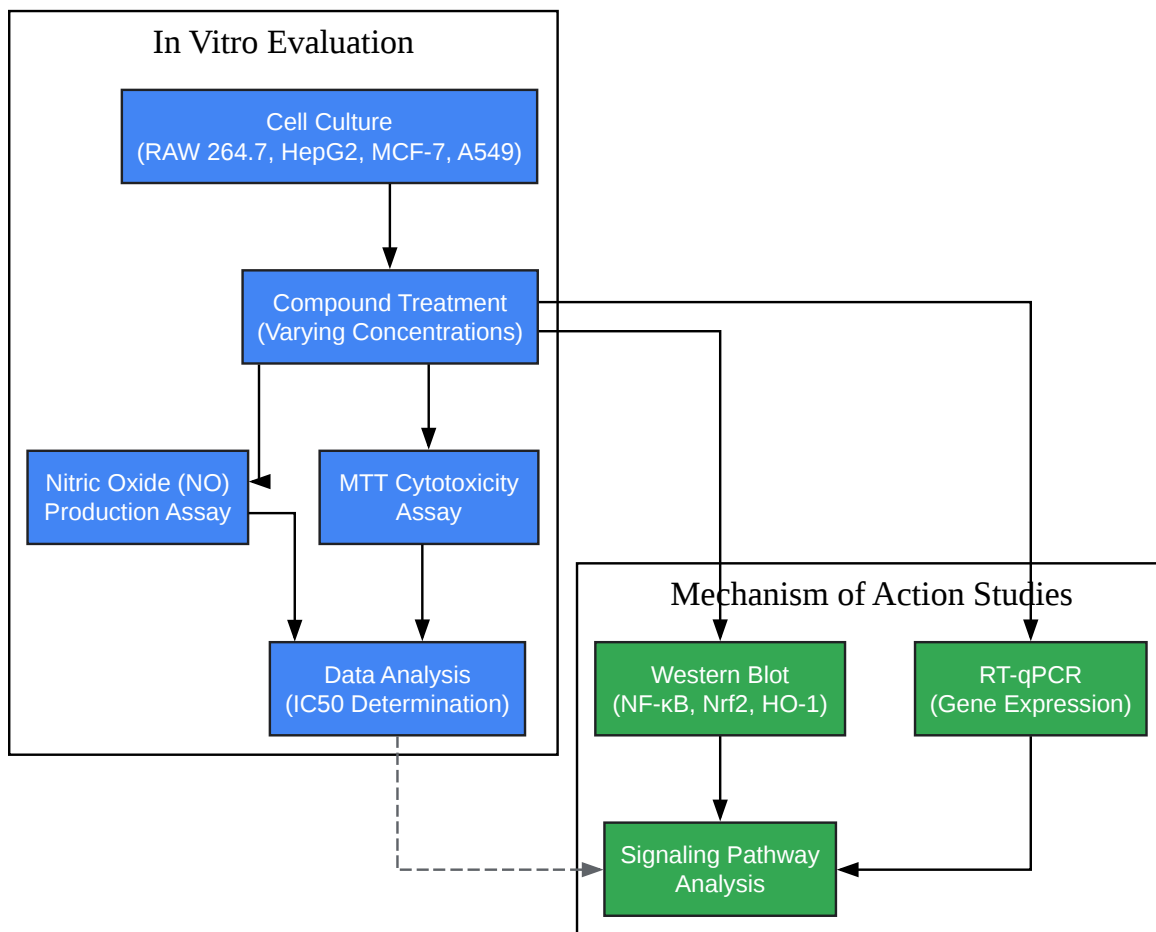 In Vitro Evaluation
Cell Culture
(RAW 264.7, HepG2, MCF-7, A549)
Compound Treatment
(Varying Concentrations)
Nitric Oxide (NO)
Production Assay
MTT Cytotoxicity
Assay
Data Analysis
(IC50 Determination)
Mechanism of Action Studies
Western Blot
(NF-κB, Nrf2, HO-1)
RT-qPCR
(Gene Expression)
Signaling Pathway
Analysis